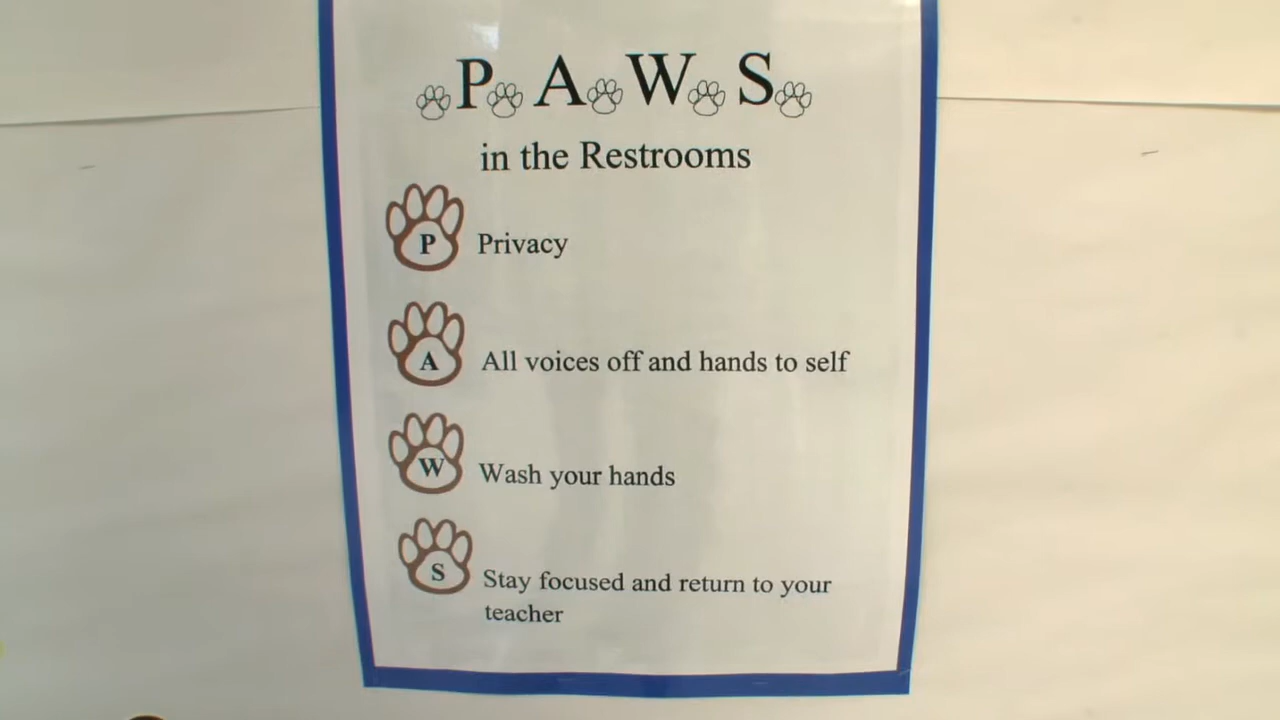 P A W S
in the Restrooms
P Privacy
A All voices off and hands to self
W Wash your hands
S Stay focused and return to your
teacher